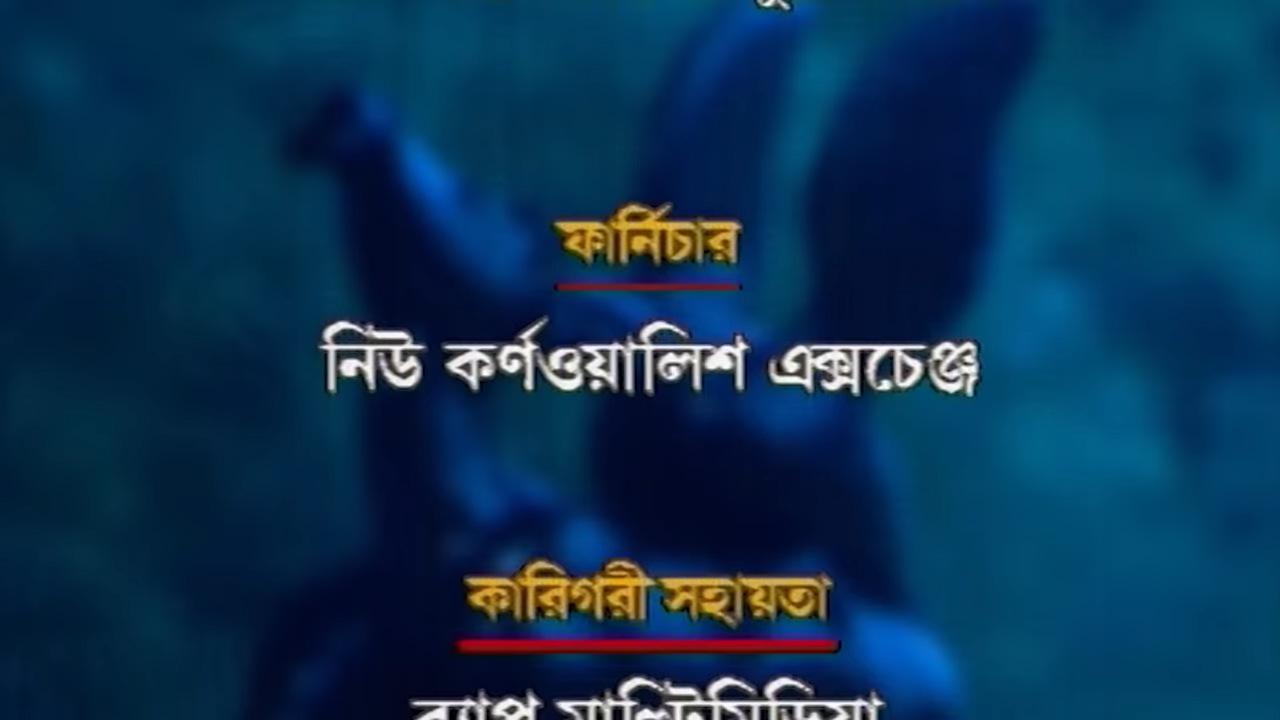 ফার্নিচার
নিউ কর্ণওয়ালিশ এক্সচেঞ্জ
কারিগরী সহায়তা
মাল্টিমিডিয়া